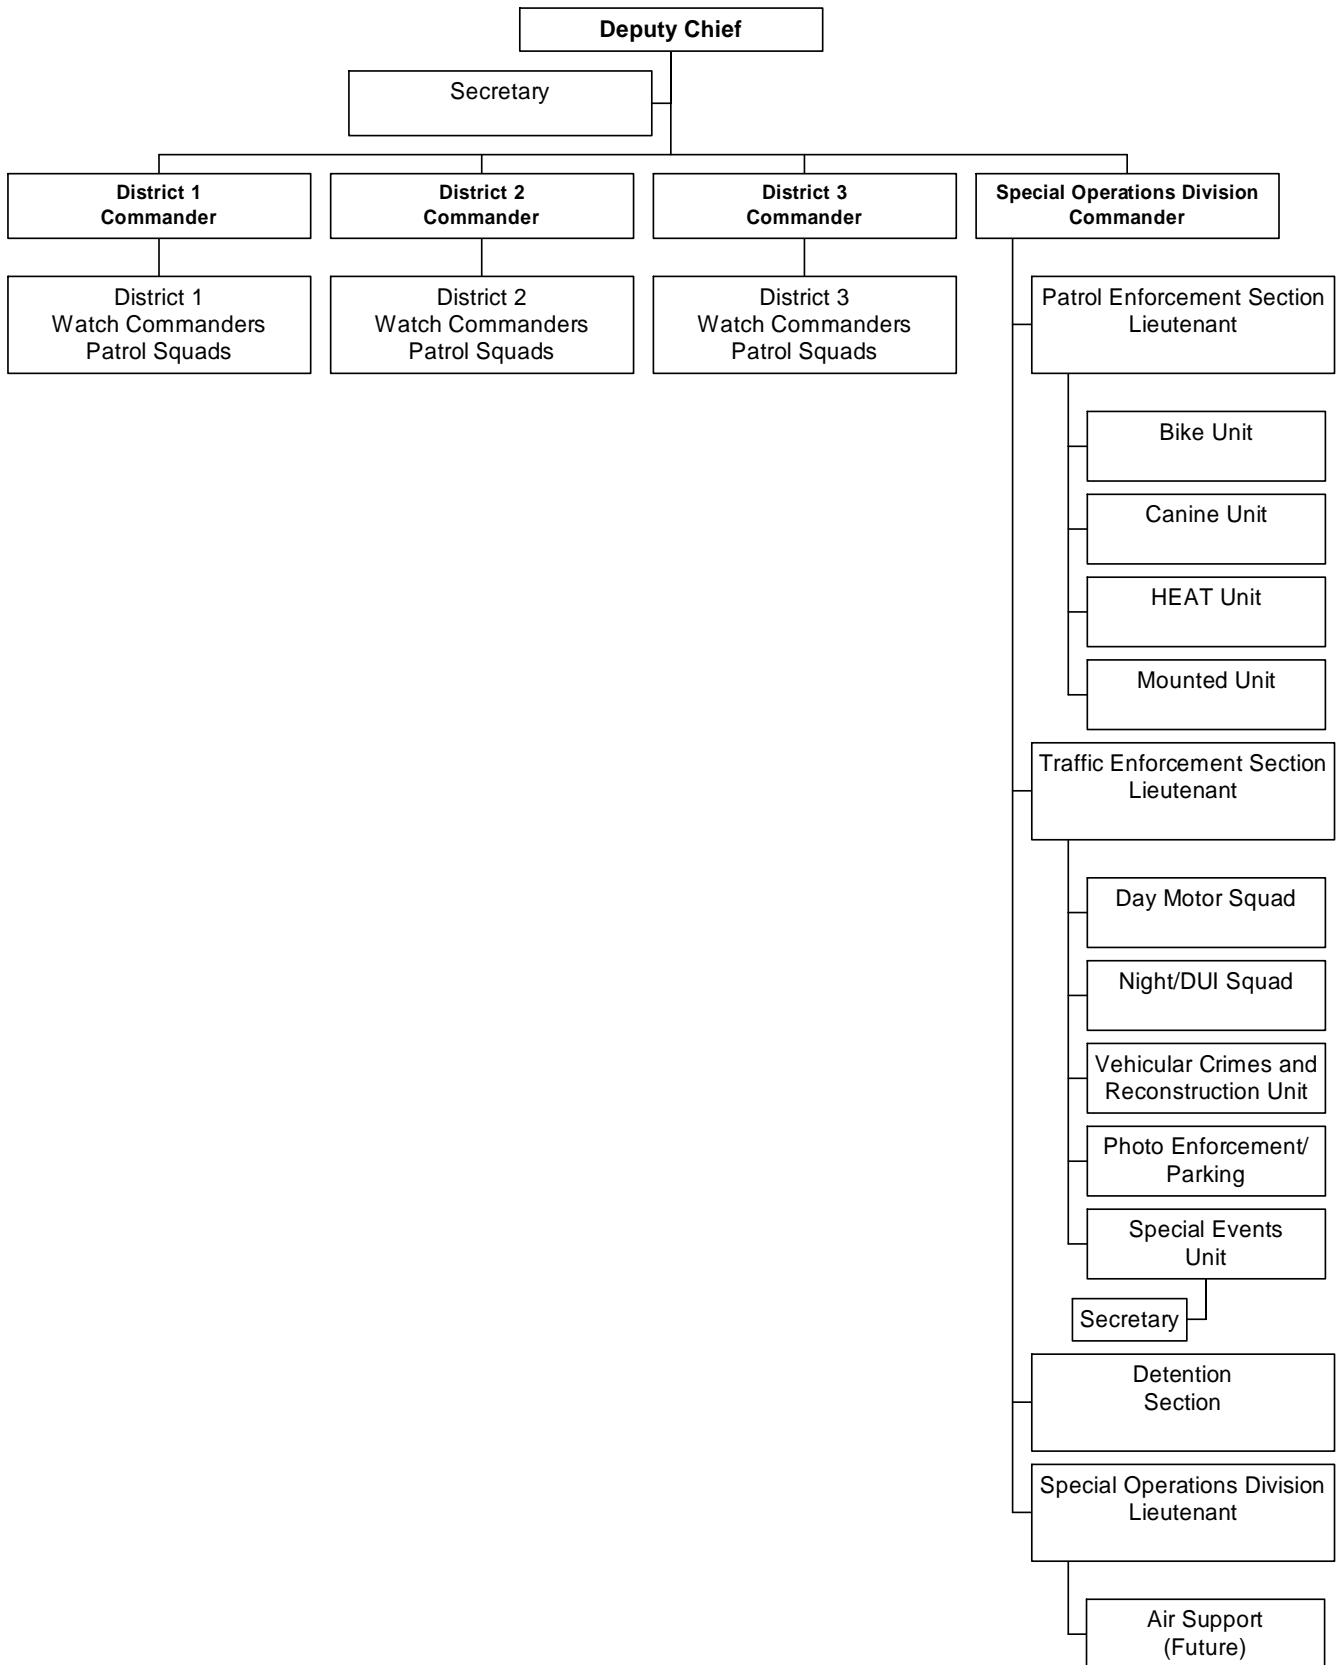 Deputy Chief
Secretary
District 1
Commander
District 2
Commander
District 3
Commander
Special Operations Division
Commander
District 1
Watch Commanders
Patrol Squads
District 2
Watch Commanders
Patrol Squads
District 3
Watch Commanders
Patrol Squads
Patrol Enforcement Section
Lieutenant
Bike Unit
Canine Unit
HEAT Unit
Mounted Unit
Traffic Enforcement Section
Lieutenant
Day Motor Squad
Night/DUI Squad
Vehicular Crimes and
Reconstruction Unit
Photo Enforcement/
Parking
Special Events
Unit
Secretary
Detention
Section
Special Operations Division
Lieutenant
Air Support
(Future)